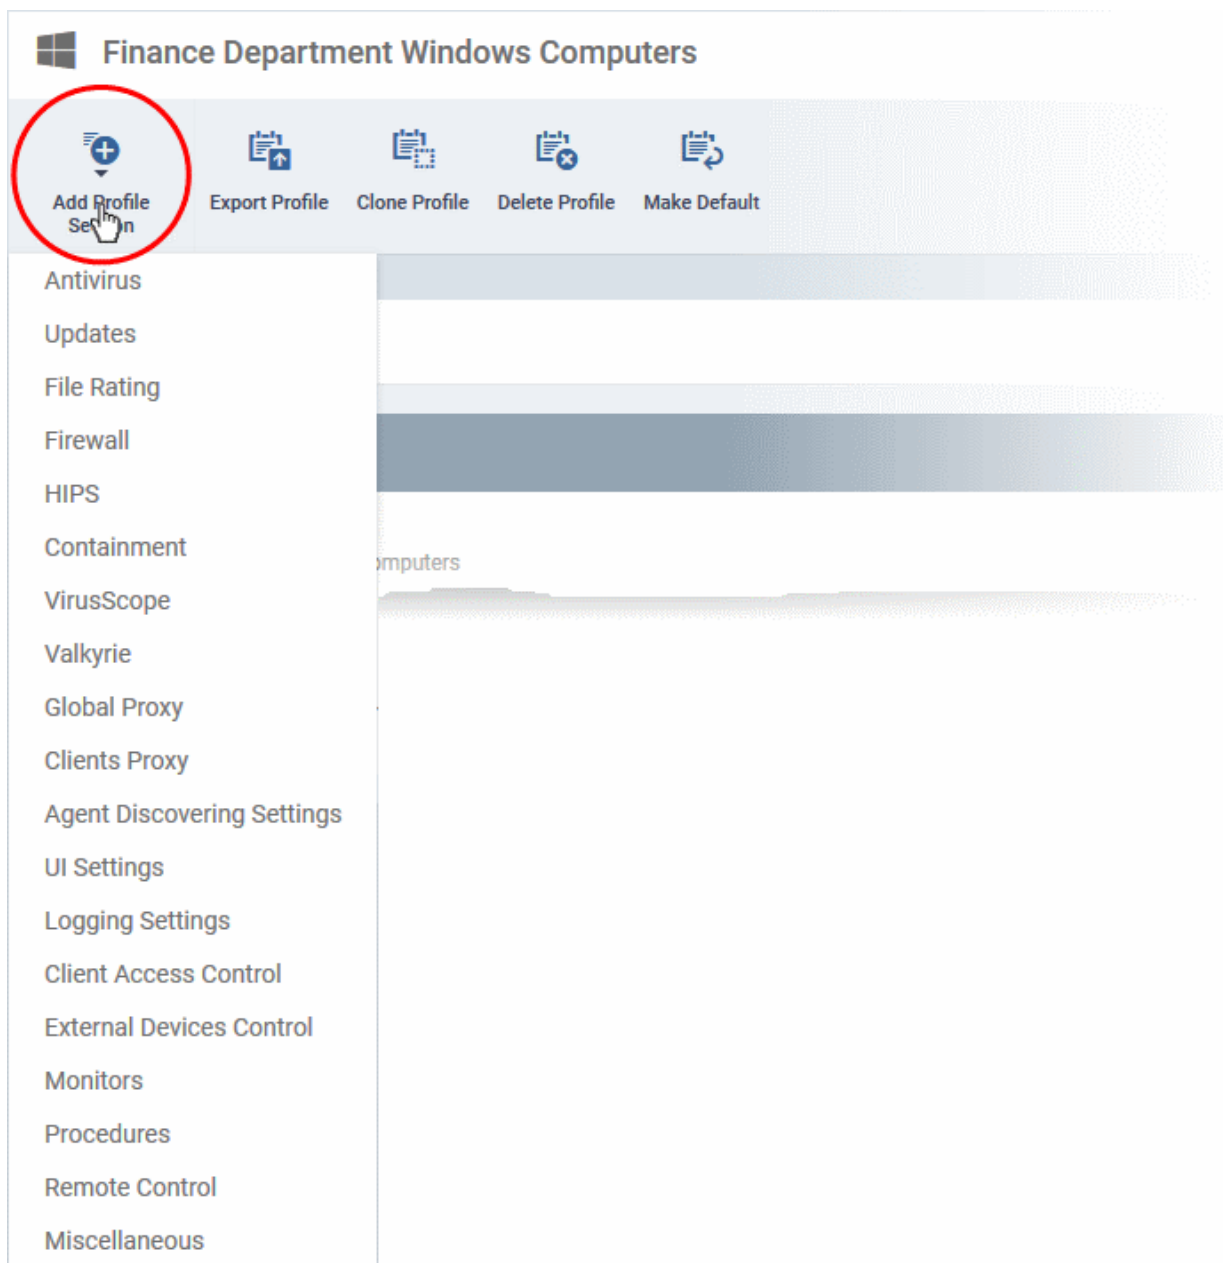 Finance Department Windows Computers
Add Profile
Export Profile
Clone Profile
Delete Profile
Make Default
Antivirus
Updates
File Rating
Firewall
HIPS
Containment
omputers
VirusScope
Valkyrie
Global Proxy
Clients Proxy
Agent Discovering Settings
UI Settings
Logging Settings
Client Access Control
External Devices Control
Monitors
Procedures
Remote Control
Miscellaneous